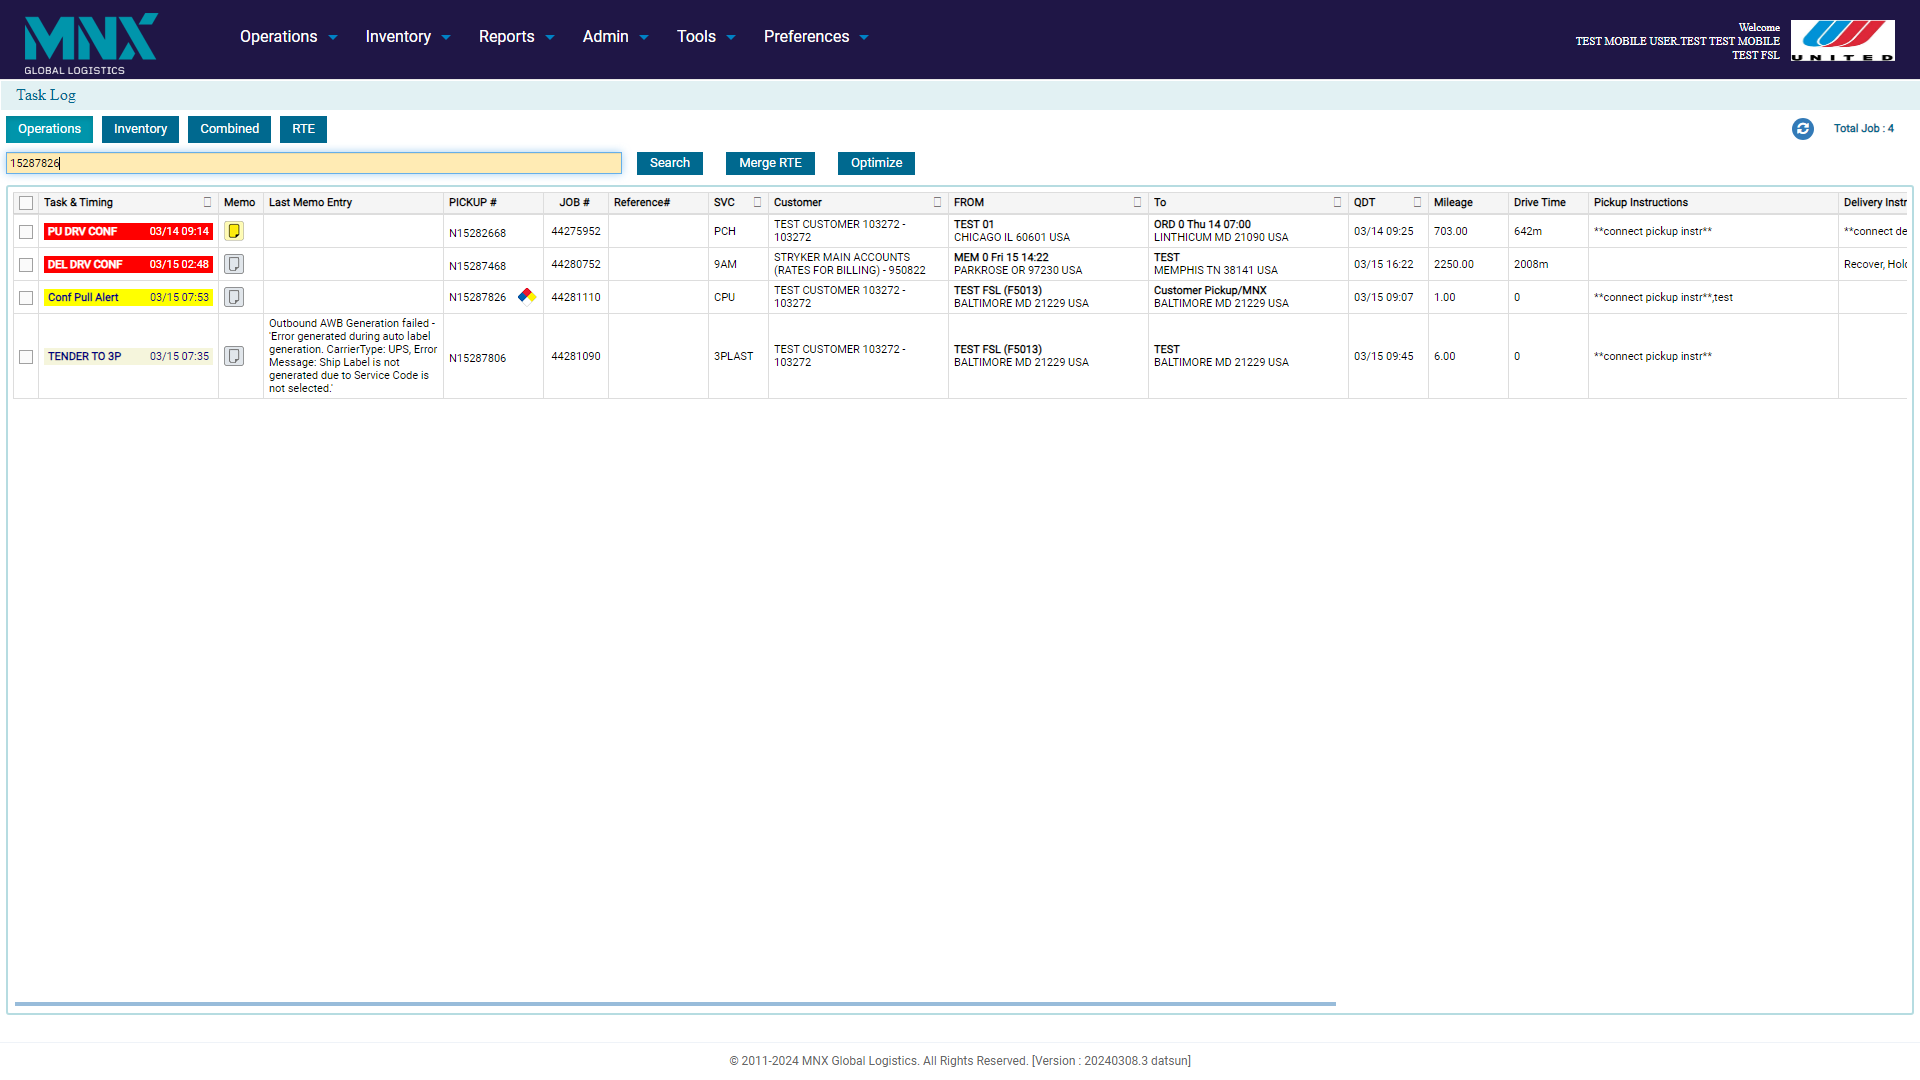 MNX
GLOBAL LOGISTICS
Operations Inventory Reports Admin Tools Preferences
Welcome
TEST MOBILE USER.TEST TEST MOBILE
TEST FSL
UNITED
Task Log
Operations Inventory Combined RTE
Total Job : 4
15287826
Search Merge RTE Optimize
Task & Timing Memo Last Memo Entry PICKUP # JOB # Reference# SVC Customer FROM To QDT Mileage Drive Time Pickup Instructions Delivery Instr
PU DRV CONF 03/14 09:14 N15282668 44275952 PCH TEST CUSTOMER 103272 - 103272 TEST 01 CHICAGO IL 60601 USA ORD 0 Thu 14 07:00 LINTHICUM MD 21090 USA 03/14 09:25 703.00 642m **connect pickup instr** **connect de
DEL DRV CONF 03/15 02:48 N15287468 44280752 9AM STRYKER MAIN ACCOUNTS (RATES FOR BILLING) - 950822 MEM 0 Fri 15 14:22 PARKROSE OR 97230 USA TEST MEMPHIS TN 38141 USA 03/15 16:22 2250.00 2008m Recover, Hold
Conf Pull Alert 03/15 07:53 N15287826 44281110 CPU TEST CUSTOMER 103272 - 103272 TEST FSL (F5013) BALTIMORE MD 21229 USA Customer Pickup/MNX BALTIMORE MD 21229 USA 03/15 09:07 1.00 0 **connect pickup instr**,test
TENDER TO 3P 03/15 07:35 Outbound AWB Generation failed - 'Error generated during auto label generation. CarrierType: UPS, Error Message: Ship Label is not generated due to Service Code is not selected.' N15287806 44281090 3PLAST TEST CUSTOMER 103272 - 103272 TEST FSL (F5013) BALTIMORE MD 21229 USA TEST BALTIMORE MD 21229 USA 03/15 09:45 6.00 0 **connect pickup instr**
© 2011-2024 MNX Global Logistics. All Rights Reserved. [Version : 20240308.3 datsun]